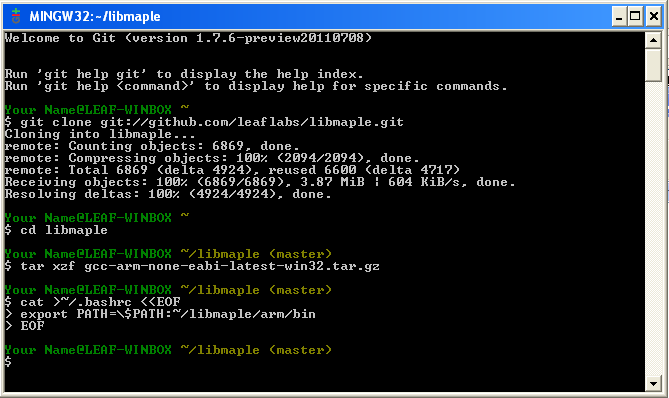 MINGW32:~/libmaple
Welcome to Git (version 1.7.6-preview20110708)
Run 'git help git' to display the help index.
Run 'git help <command>' to display help for specific commands.
Your Name@LEAF-WINBOX ~
$ git clone git://github.com/leaflabs/libmaple.git
Cloning into libmaple...
remote: Counting objects: 6869, done.
remote: Compressing objects: 100% (2094/2094), done.
remote: Total 6869 (delta 4924), reused 6600 (delta 4717)
Receiving objects: 100% (6869/6869), 3.87 MiB ¦ 604 KiB/s, done.
Resolving deltas: 100% (4924/4924), done.
Your Name@LEAF-WINBOX ~
$ cd libmaple
Your Name@LEAF-WINBOX ~/libmaple (master)
$ tar xzf gcc-arm-none-eabi-latest-win32.tar.gz
Your Name@LEAF-WINBOX ~/libmaple (master)
$ cat >~/.bashrc <<EOF
> export PATH=\$PATH:~/libmaple/arm/bin
> EOF
Your Name@LEAF-WINBOX ~/libmaple (master)
$